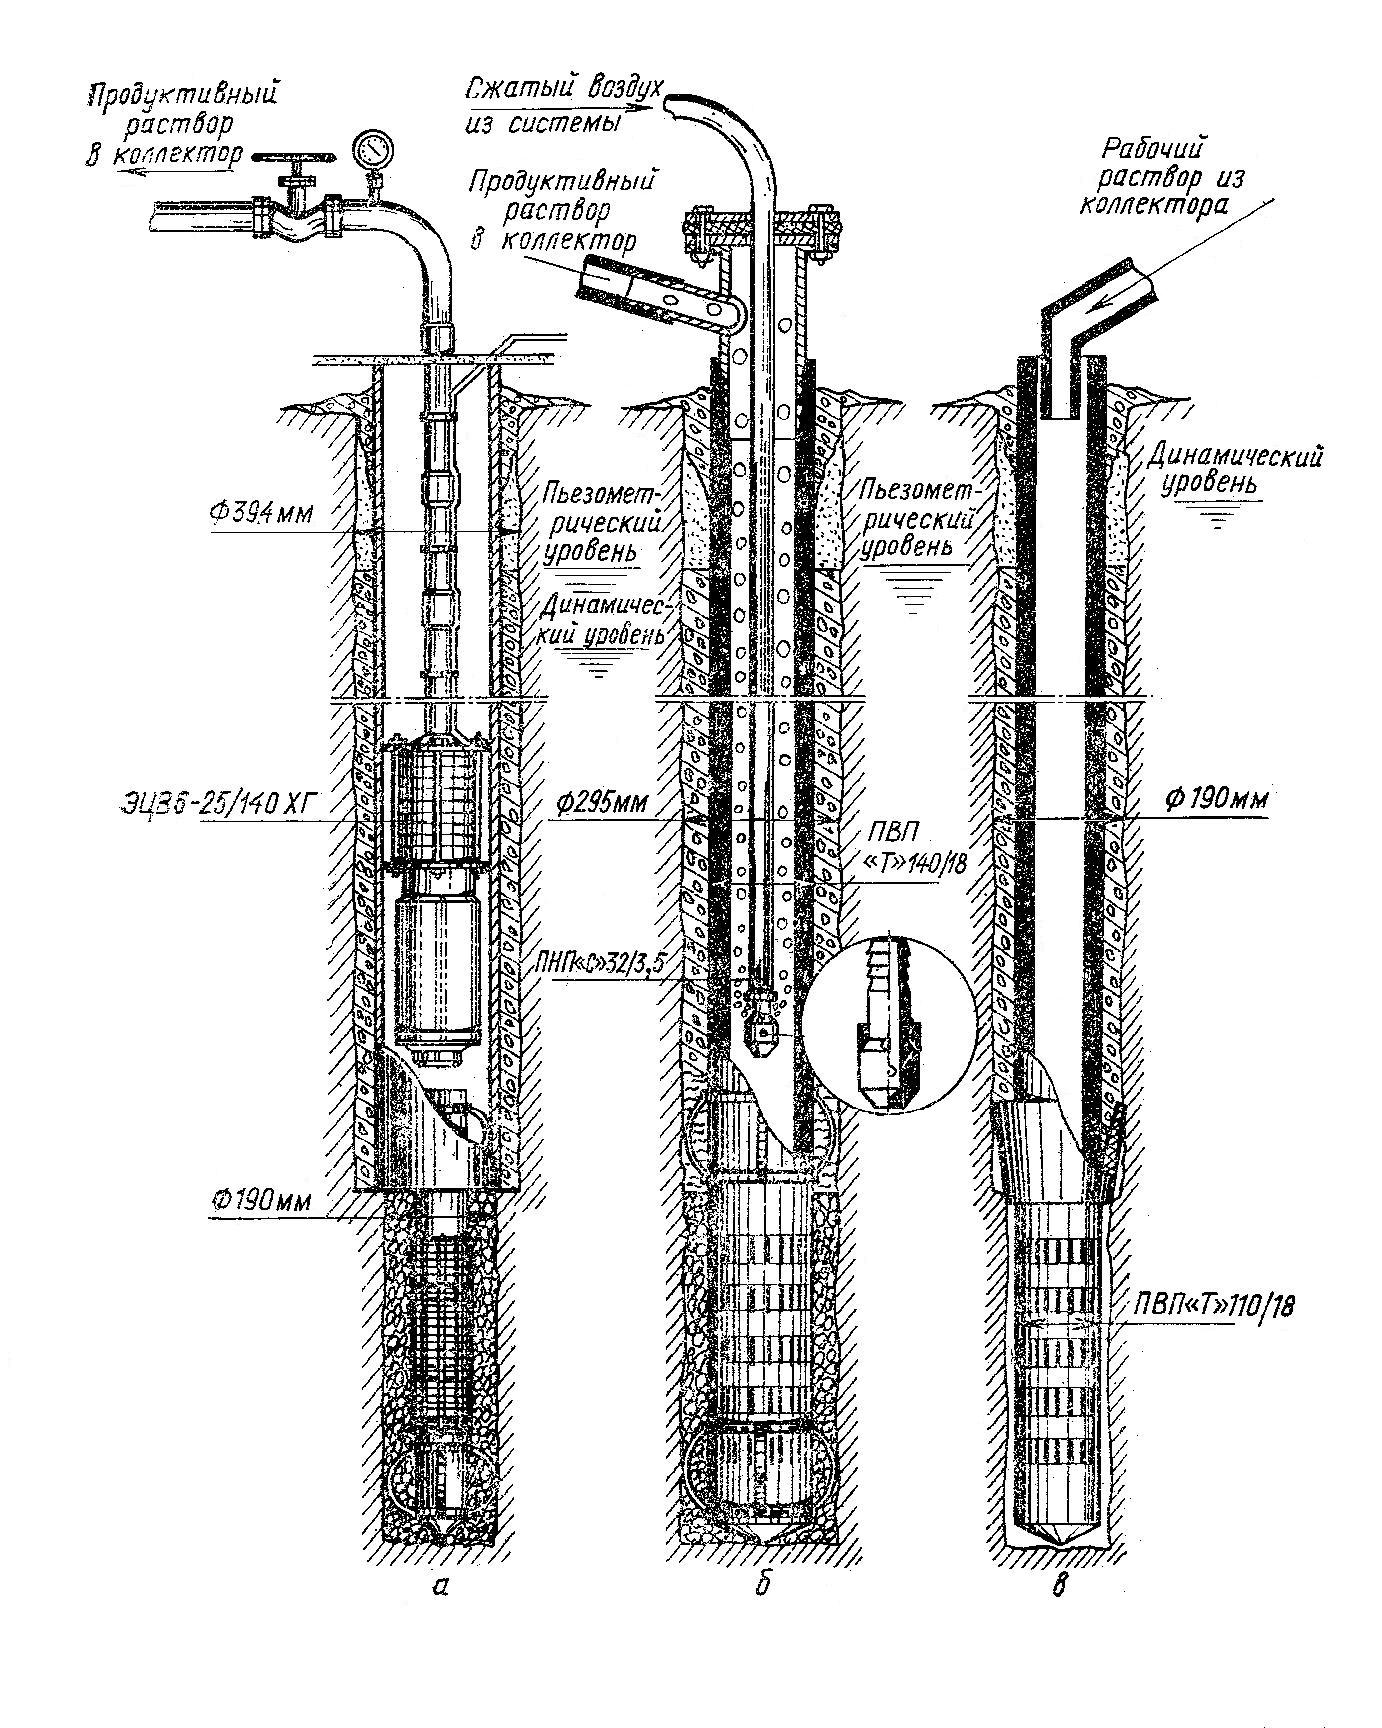 Продуктивный
раствор
в коллектор
Сжатый воздух
из системы
Продуктивный
раствор
в коллектор
Рабочий
раствор из
коллектора
Динамический
уровень
Ф394мм
Пьезомет-
рический
уровень
Динамичес-
кий уровень
Пьезомет-
рический
уровень
ЭЦВ6-25/140 ХГ
Ф295мм
Ф190мм
ПВП
«Т»140/18
ПНП«С»32/3,5
Ф190мм
ПВП«Т»110/18
а
б
в